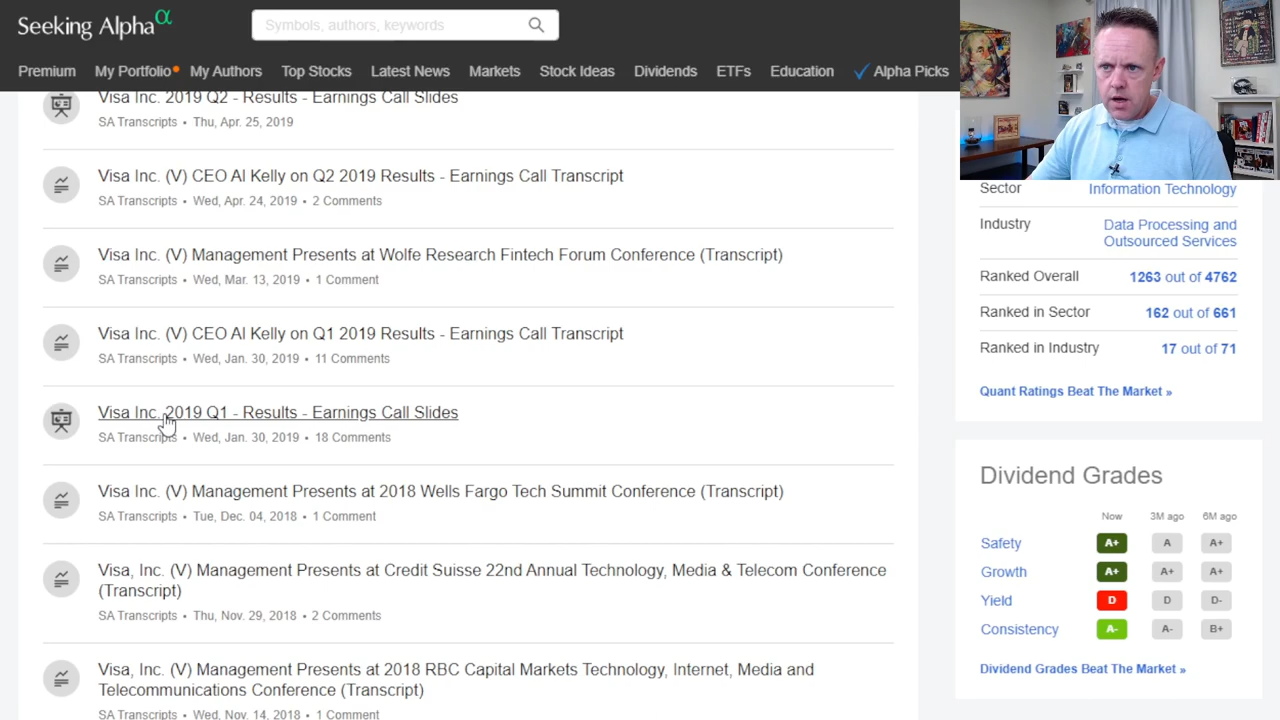 Seeking Alpha α
Symbols, authors, keywords
Premium My Portfolio My Authors Top Stocks Latest News Markets Stock Ideas Dividends ETFs Education Alpha Picks
Visa Inc. 2019 Q2 - Results - Earnings Call Slides
SA Transcripts • Thu, Apr. 25, 2019
Visa Inc. (V) CEO Al Kelly on Q2 2019 Results - Earnings Call Transcript
SA Transcripts • Wed, Apr. 24, 2019 • 2 Comments
Visa Inc. (V) Management Presents at Wolfe Research Fintech Forum Conference (Transcript)
SA Transcripts • Wed, Mar. 13, 2019 • 1 Comment
Visa Inc. (V) CEO Al Kelly on Q1 2019 Results - Earnings Call Transcript
SA Transcripts • Wed, Jan. 30, 2019 • 11 Comments
Visa Inc. 2019 Q1 - Results - Earnings Call Slides
SA Transcripts • Wed, Jan. 30, 2019 • 18 Comments
Visa Inc. (V) Management Presents at 2018 Wells Fargo Tech Summit Conference (Transcript)
SA Transcripts • Tue, Dec. 04, 2018 • 1 Comment
Visa, Inc. (V) Management Presents at Credit Suisse 22nd Annual Technology, Media & Telecom Conference
(Transcript)
SA Transcripts • Thu, Nov. 29, 2018 • 2 Comments
Visa, Inc. (V) Management Presents at 2018 RBC Capital Markets Technology, Internet, Media and
Telecommunications Conference (Transcript)
SA Transcripts • Wed, Nov. 14, 2018 • 1 Comment
Sector Information Technology
Industry Data Processing and
Outsourced Services
Ranked Overall 1263 out of 4762
Ranked in Sector 162 out of 661
Ranked in Industry 17 out of 71
Quant Ratings Beat The Market »
Dividend Grades
Now 3M ago 6M ago
Safety A+ A A+
Growth A+ A+ A+
Yield D D D-
Consistency A- A- B+
Dividend Grades Beat The Market »